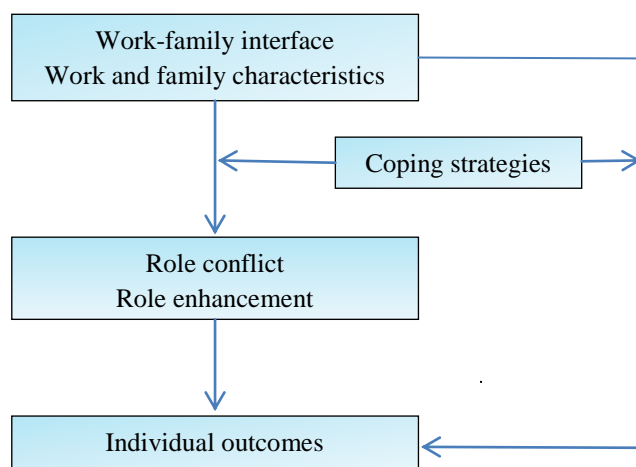 Work-family interface
Work and family characteristics
Coping strategies
Role conflict
Role enhancement
Individual outcomes